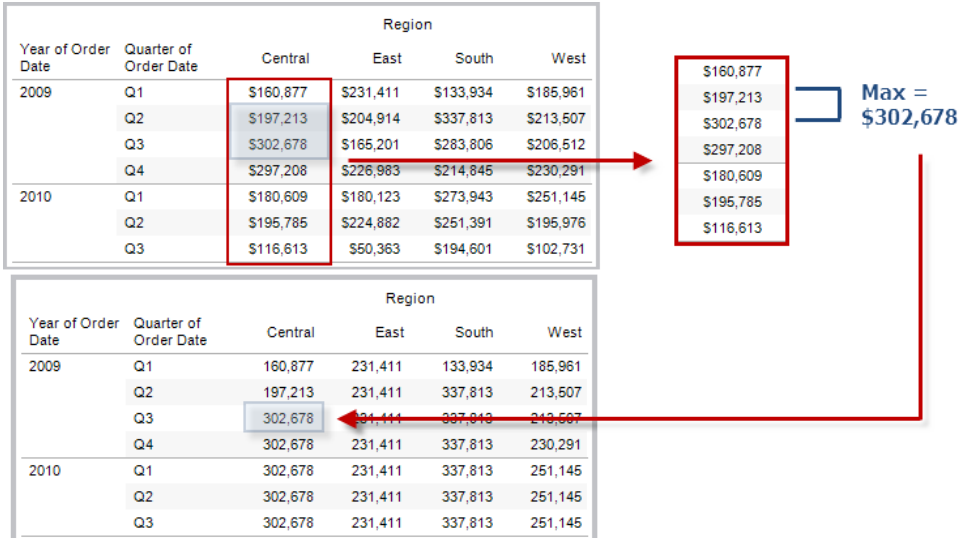 Region
Year of Order Date Quarter of Order Date Central East South West
2009 Q1 $160,877 $231,411 $133,934 $185,961
Q2 $197,213 $204,914 $337,813 $213,507
Q3 $302,678 $165,201 $283,806 $206,512
Q4 $297,208 $226,983 $214,845 $230,291
2010 Q1 $180,609 $180,123 $273,943 $251,145
Q2 $195,785 $224,882 $251,391 $195,976
Q3 $116,613 $50,363 $194,601 $102,731
$160,877
$197,213
$302,678
$297,208
$180,609
$195,785
$116,613
Max =
$302,678
Region
Year of Order Date Quarter of Order Date Central East South West
2009 Q1 160,877 231,411 133,934 185,961
Q2 197,213 231,411 337,813 213,507
Q3 302,678 231,411 337,813 213,507
Q4 302,678 231,411 337,813 230,291
2010 Q1 302,678 231,411 337,813 251,145
Q2 302,678 231,411 337,813 251,145
Q3 302,678 231,411 337,813 251,145